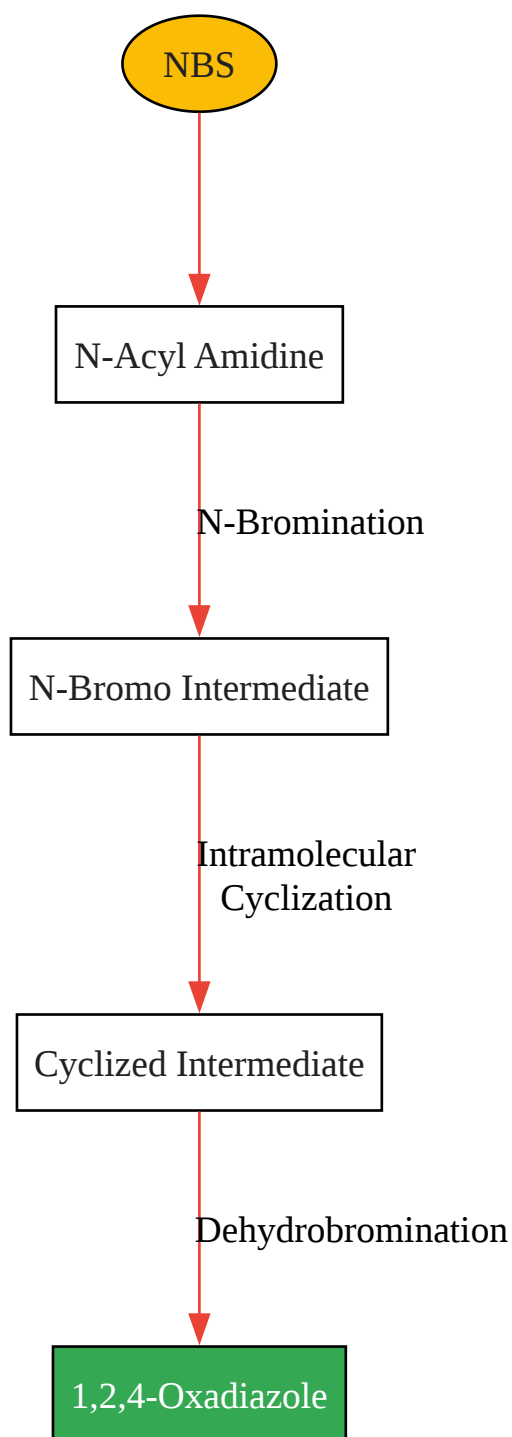 NBS
N-Acyl Amidine
N-Bromination
N-Bromo Intermediate
Intramolecular
Cyclization
Cyclized Intermediate
Dehydrobromination
1,2,4-Oxadiazole